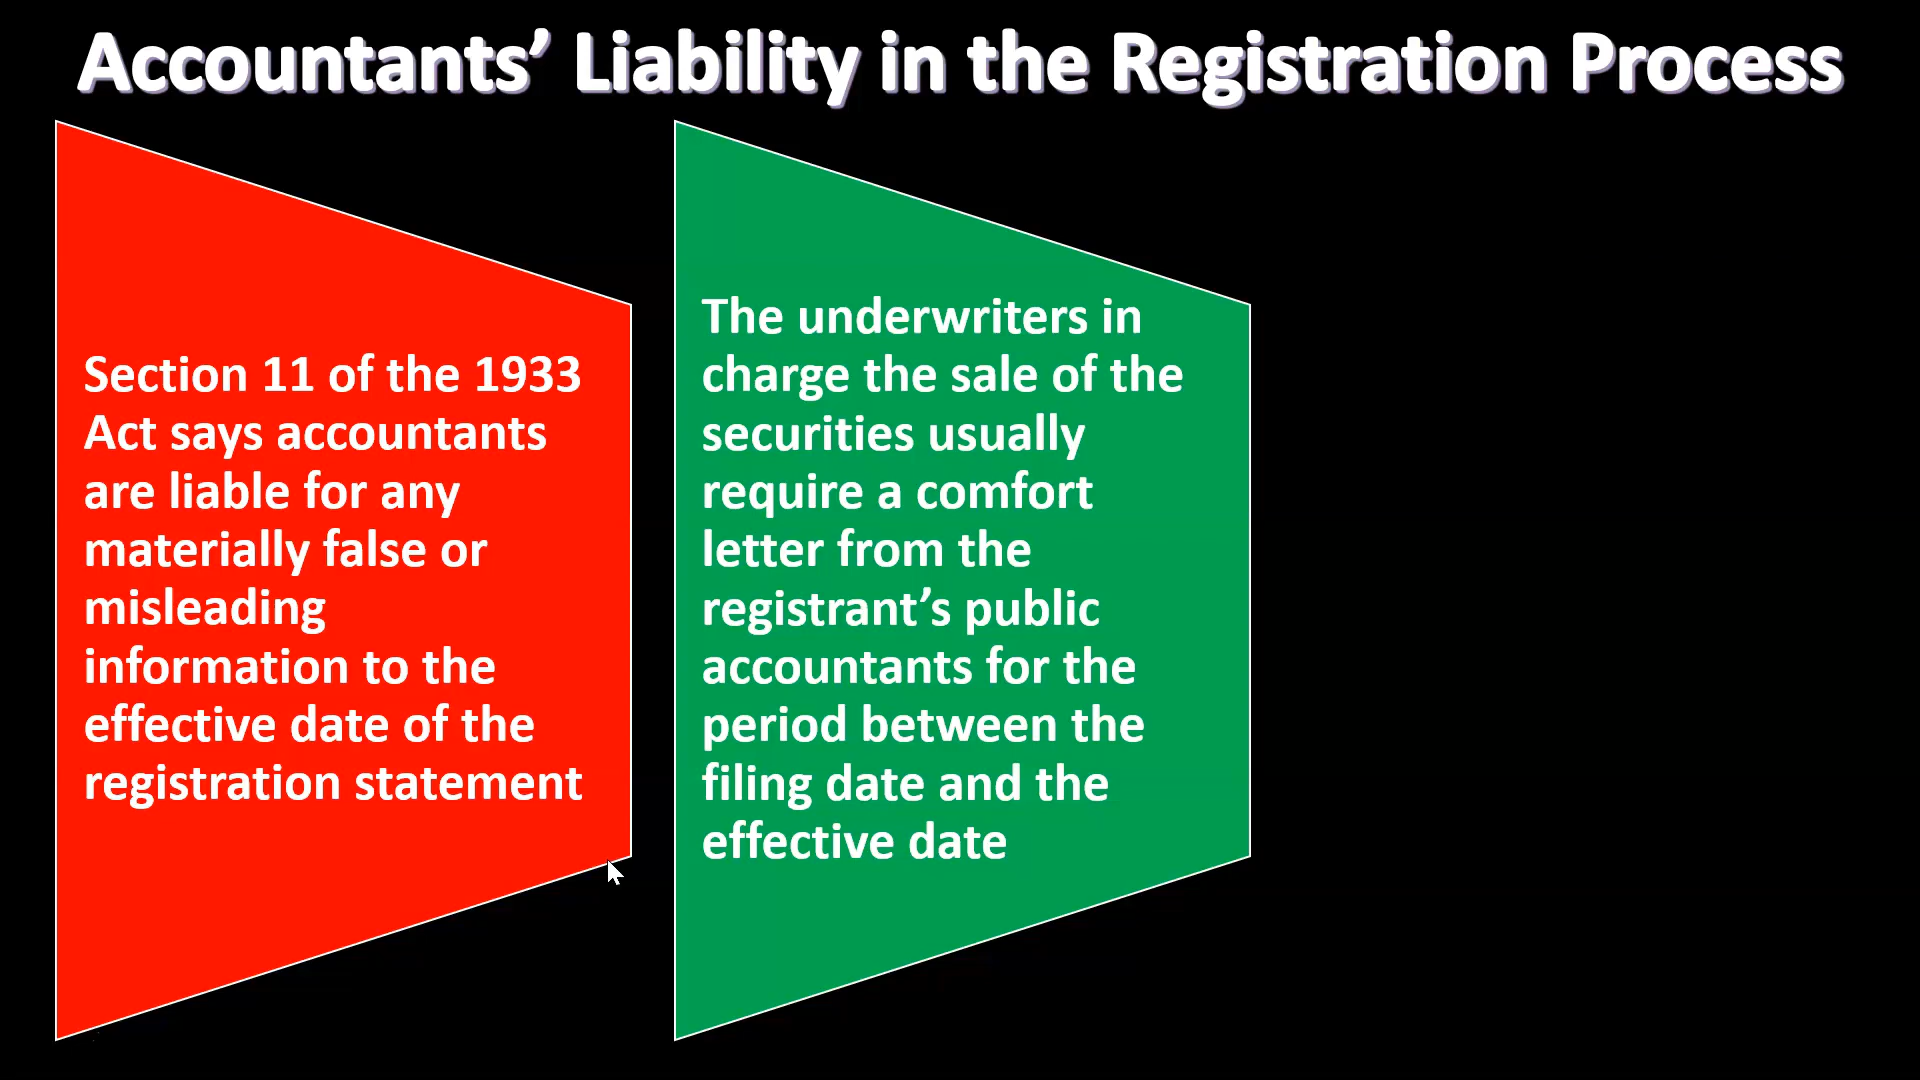 Accountants’ Liability in the Registration Process
Section 11 of the 1933
Act says accountants
are liable for any
materially false or
misleading
information to the
effective date of the
registration statement
The underwriters in
charge the sale of the
securities usually
require a comfort
letter from the
registrant’s public
accountants for the
period between the
filing date and the
effective date